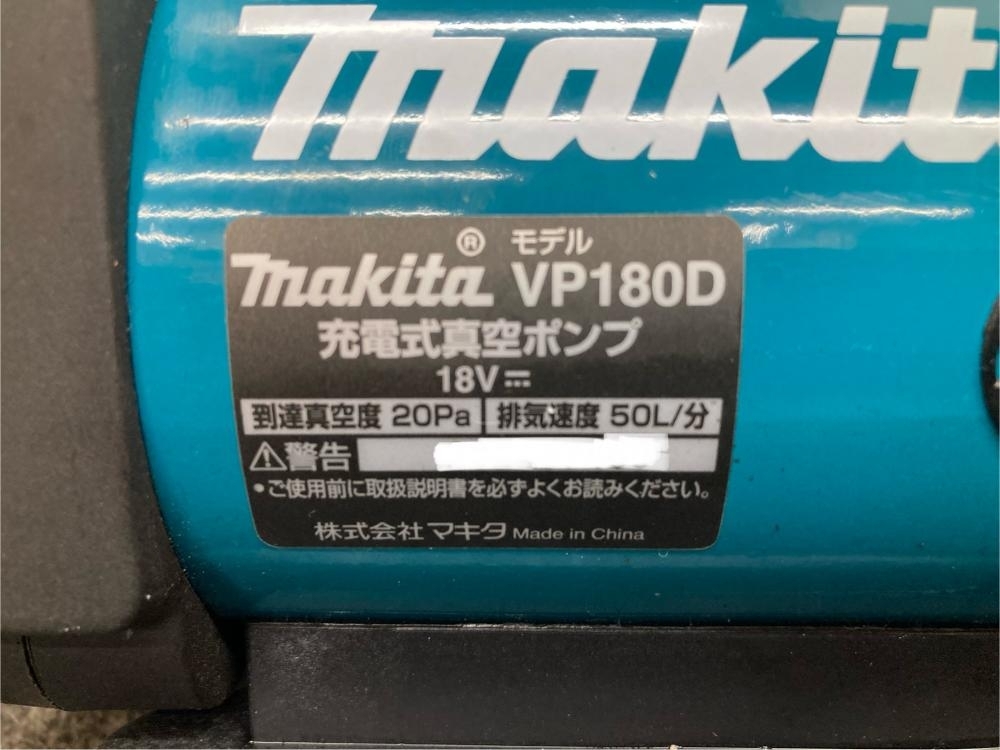 makit
makita® モデル VP180D
充電式真空ポンプ
18V⎓
到達真空度 20Pa 排気速度 50L/分
⚠警告
・ご使用前に取扱説明書を必ずよくお読みください。
株式会社 マキタ Made in China